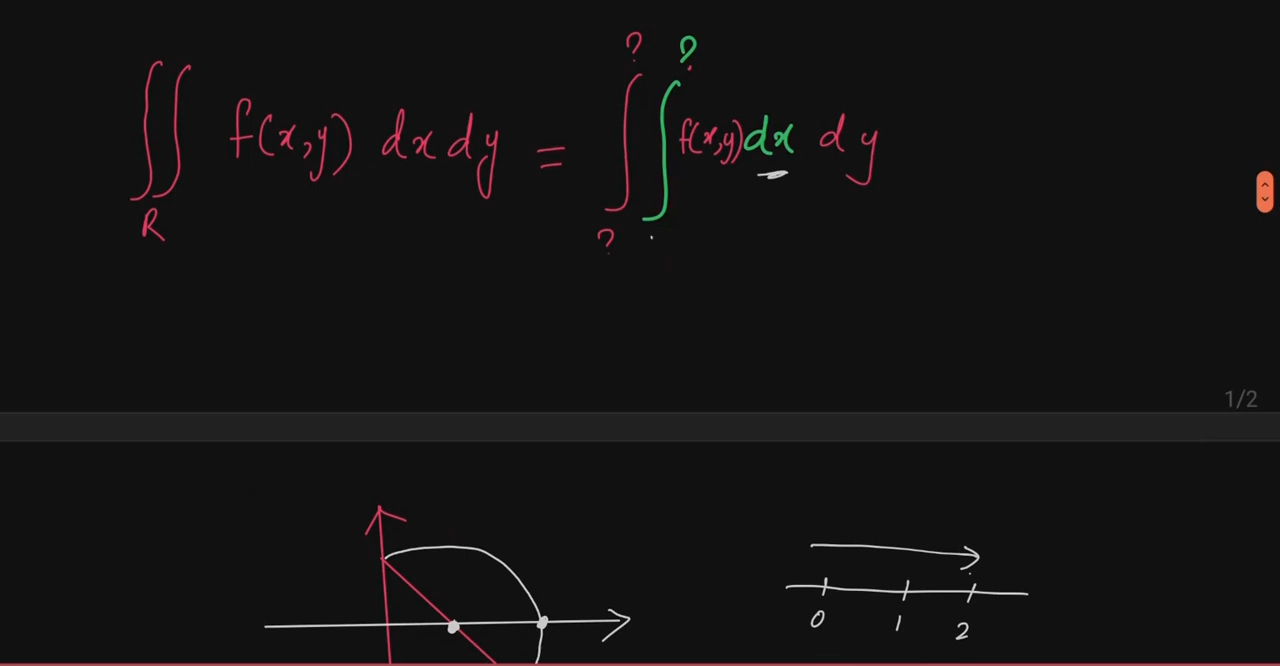 ? ?
∬ f(x,y) dx dy = ∫ ∫ f(x,y) dx dy
R ?
1/2
0 1 2